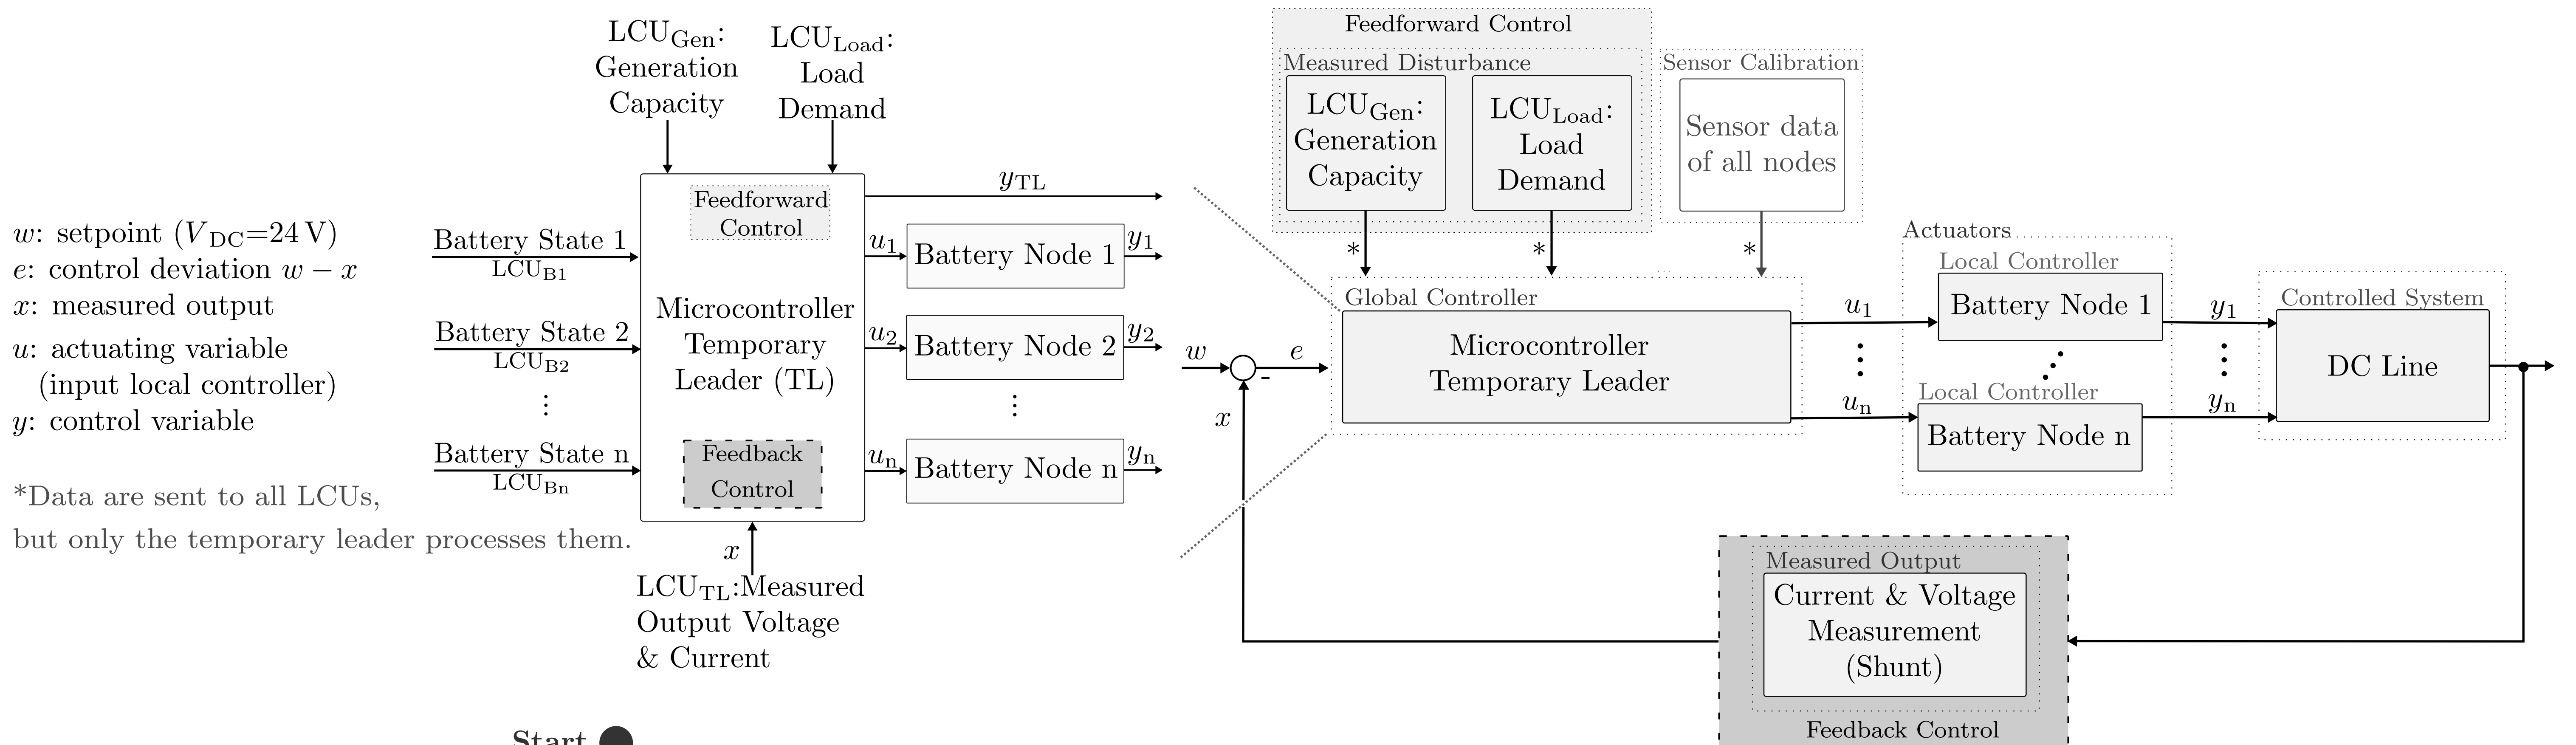 w: setpoint (V_DC=24 V)
e: control deviation w − x
x: measured output
u: actuating variable
(input local controller)
y: control variable
*Data are sent to all LCUs,
but only the temporary leader processes them.
LCU_Gen:
Generation
Capacity
LCU_Load:
Load
Demand
Battery State 1
LCU_B1
Battery State 2
LCU_B2
⋮
Battery State n
LCU_Bn
Feedforward
Control
Microcontroller
Temporary
Leader (TL)
Feedback
Control
x
LCU_TL:Measured
Output Voltage
& Current
y_TL
u_1
Battery Node 1
y_1
u_2
Battery Node 2
y_2
⋮
u_n
Battery Node n
y_n
Feedforward Control
Measured Disturbance
LCU_Gen:
Generation
Capacity
LCU_Load:
Load
Demand
Sensor Calibration
Sensor data
of all nodes
*
*
*
w
-
e
x
Global Controller
Microcontroller
Temporary Leader
u_1
⋮
u_n
Actuators
Local Controller
Battery Node 1
⋰
Local Controller
Battery Node n
y_1
⋮
y_n
Controlled System
DC Line
Measured Output
Current & Voltage
Measurement
(Shunt)
Feedback Control
Start